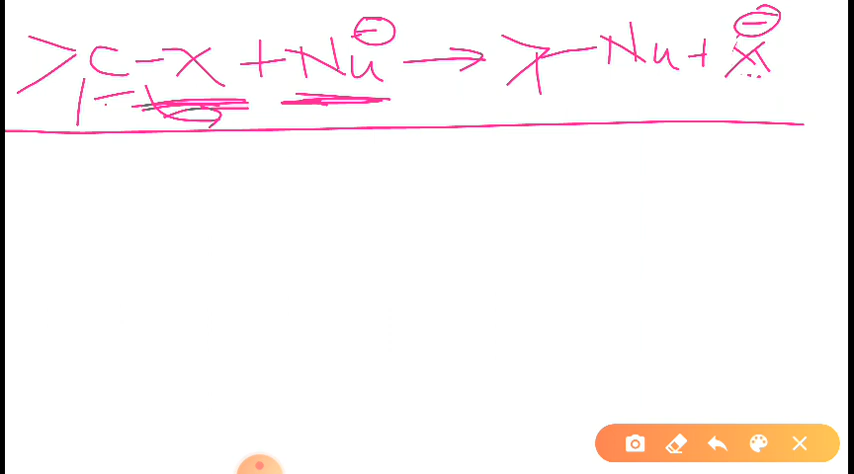 >C-X + Nu⊖ → >-Nu + X⊖